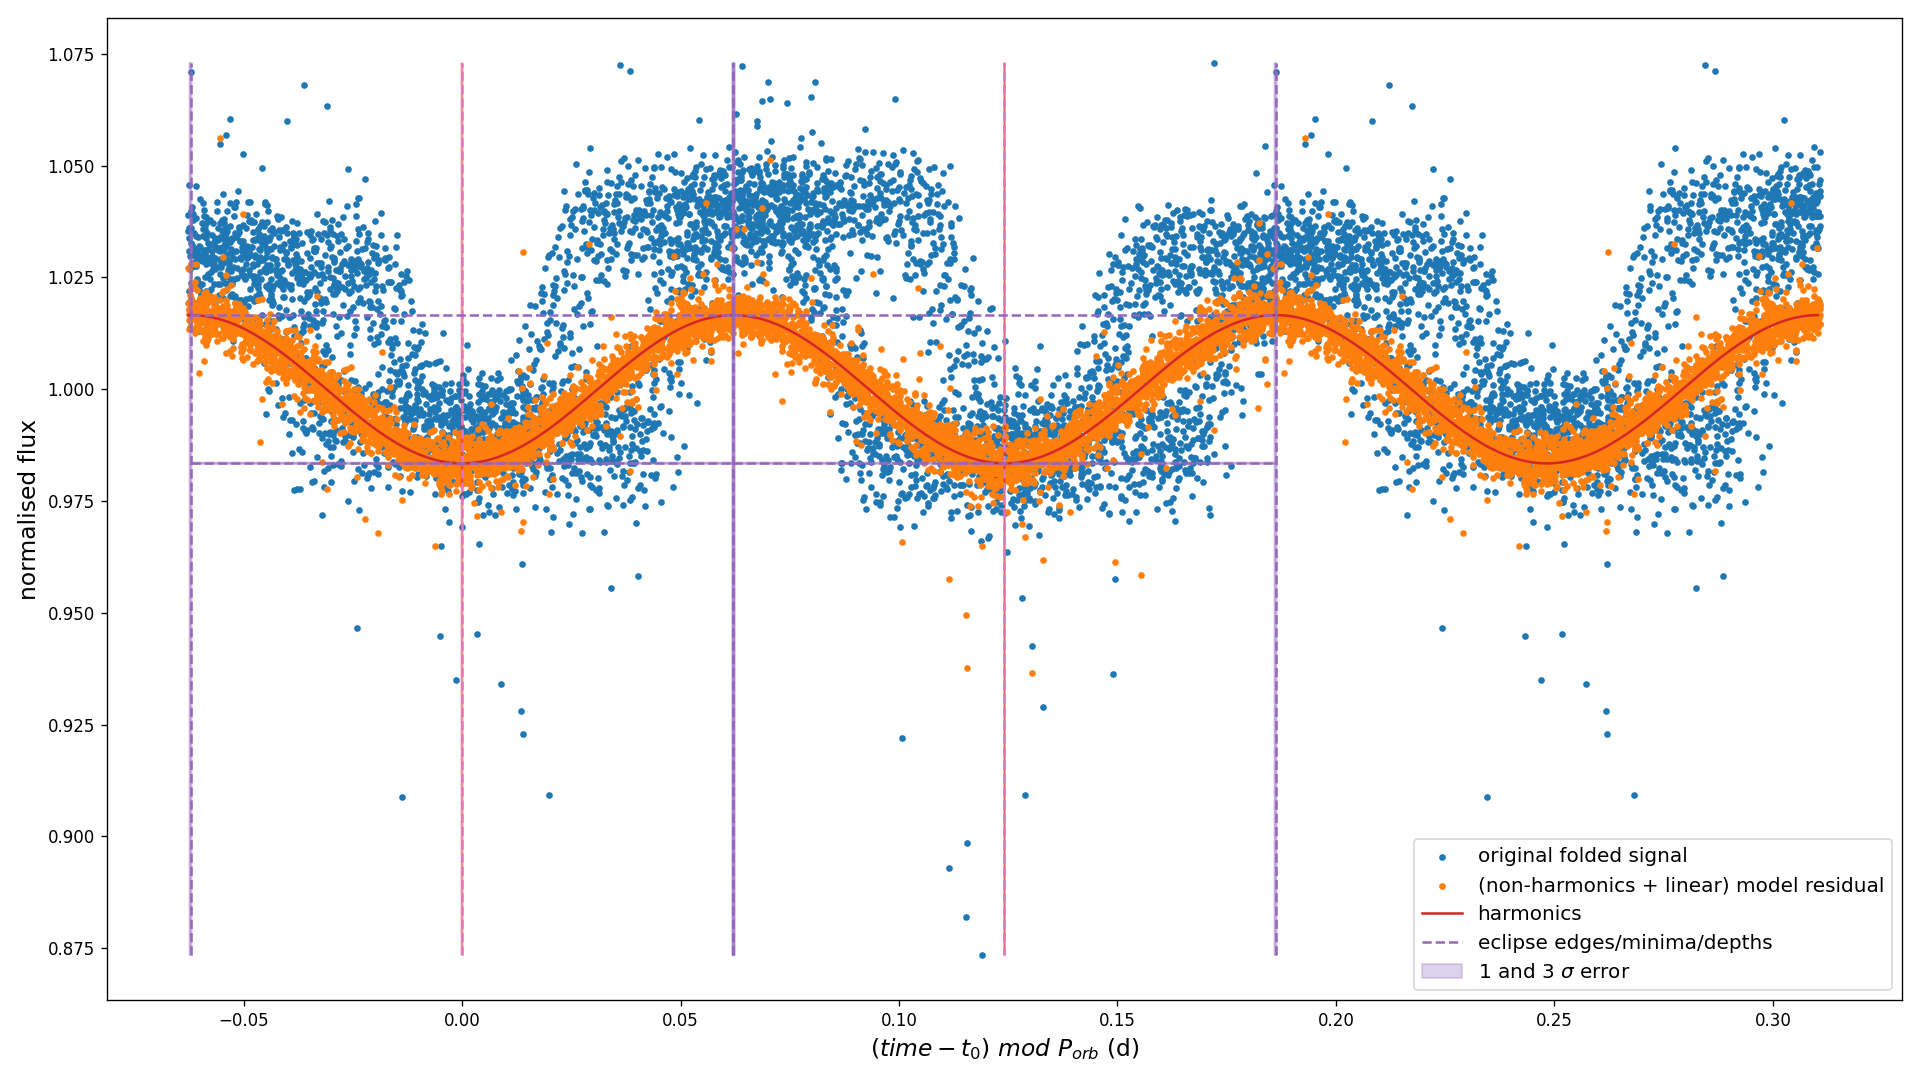 normalised flux
1.075
1.050
1.025
1.000
0.975
0.950
0.925
0.900
0.875
original folded signal
(non-harmonics + linear) model residual
harmonics
eclipse edges/minima/depths
1 and 3 σ error
−0.05 0.00 0.05 0.10 0.15 0.20 0.25 0.30
(time − t₀) mod Pₒᵣb (d)